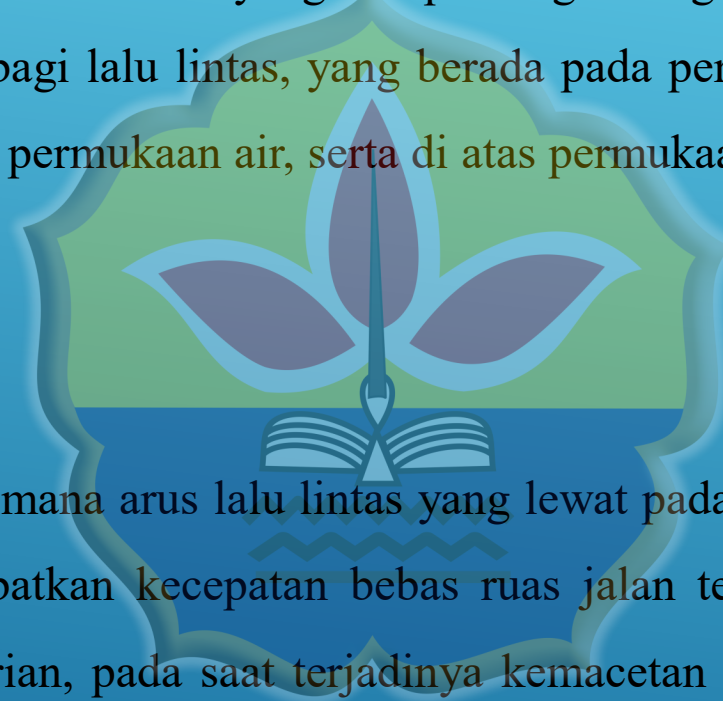 bagi lalu lintas, yang berada pada per
permukaan air, serta di atas permukaa
mana arus lalu lintas yang lewat pada
batkan kecepatan bebas ruas jalan te
rian, pada saat terjadinya kemacetan